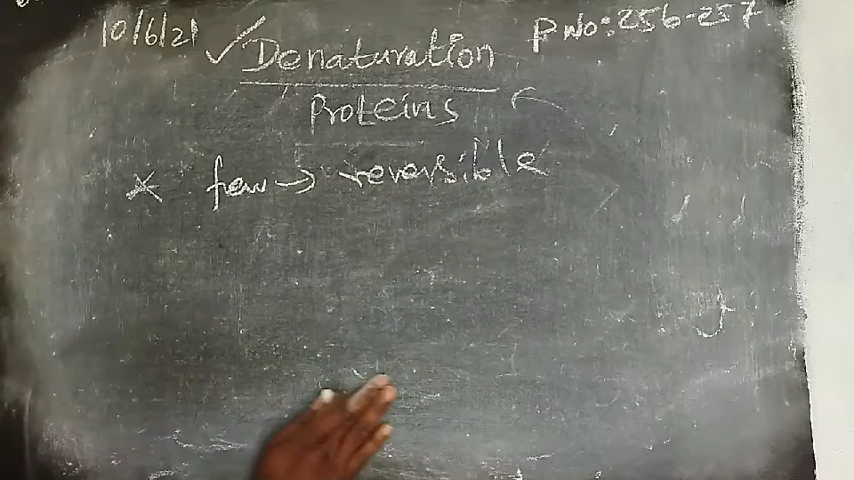 10/6/21 ✓ Denaturation P No: 256-257
Proteins
× few → reversible